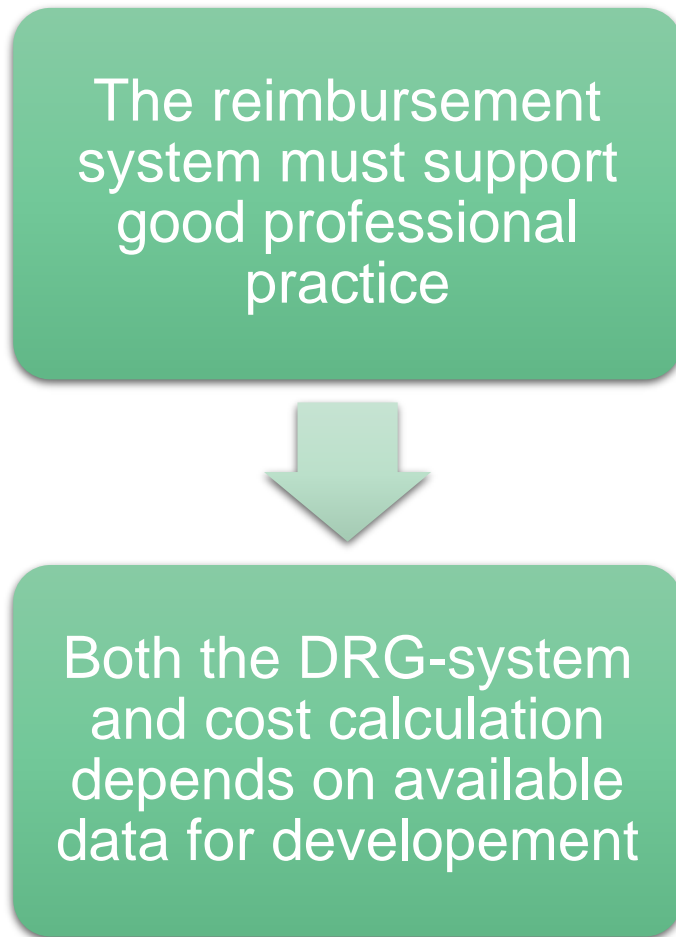 The reimbursement
system must support
good professional
practice
Both the DRG-system
and cost calculation
depends on available
data for developement